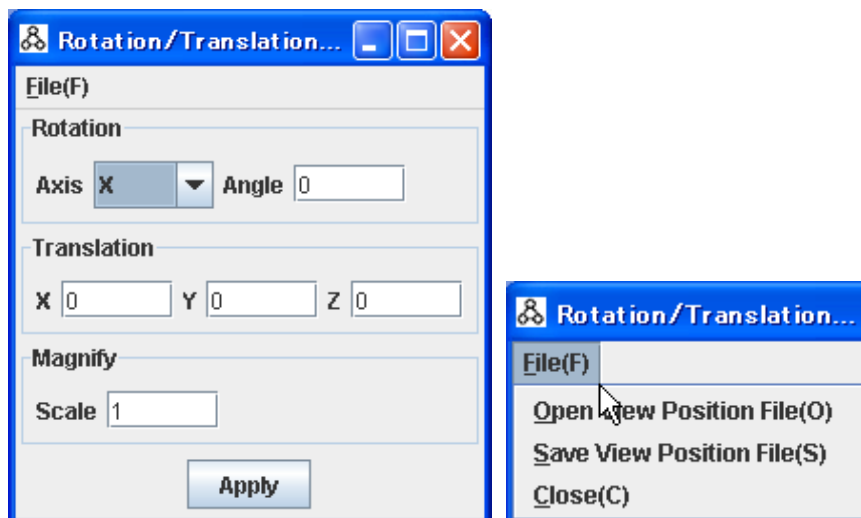 Rotation/Translation...
File(F)
Rotation
Axis X Angle 0
Translation
X 0 Y 0 Z 0
Magnify
Scale 1
Apply
Rotation/Translation...
File(F)
Open View Position File(O)
Save View Position File(S)
Close(C)